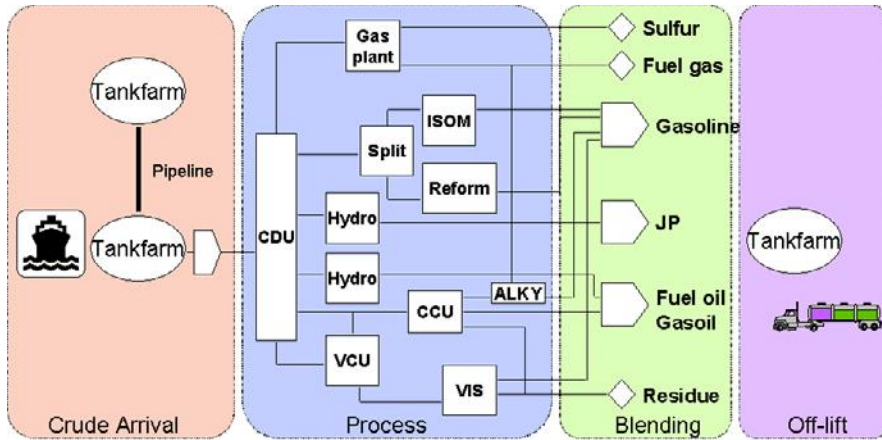 Tankfarm
Pipeline
Tankfarm
Crude Arrival
Gas
plant
ISOM
Split
Reform
CDU
Hydro
Hydro
ALKY
CCU
VCU
VIS
Process
Sulfur
Fuel gas
Gasoline
JP
Fuel oil
Gasoil
Residue
Blending
Tankfarm
Off-lift